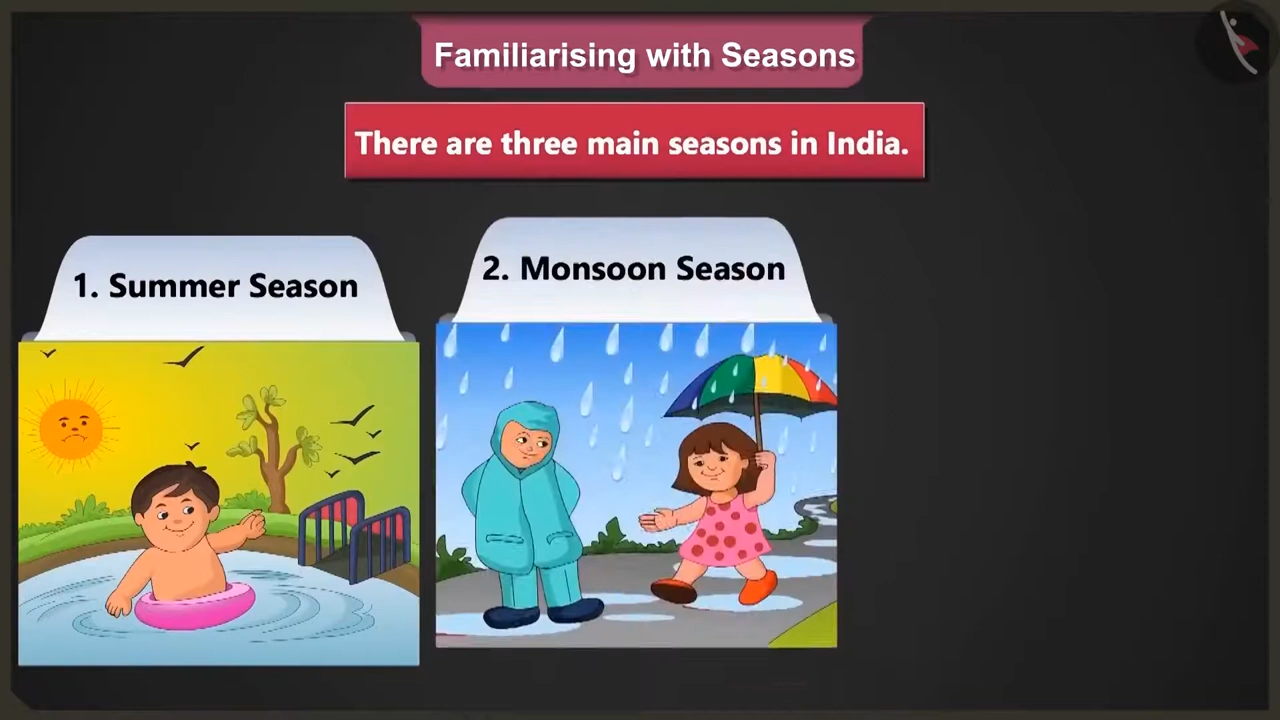 Familiarising with Seasons
There are three main seasons in India.
1. Summer Season
2. Monsoon Season